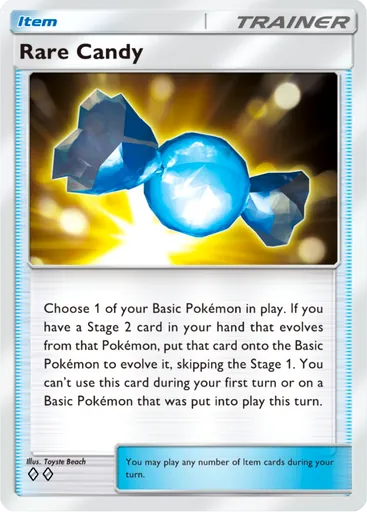 Item
TRAINER
Rare Candy
Choose 1 of your Basic Pokémon in play. If you
have a Stage 2 card in your hand that evolves
from that Pokémon, put that card onto the Basic
Pokémon to evolve it, skipping the Stage 1. You
can't use this card during your first turn or on a
Basic Pokémon that was put into play this turn.
Illus. Toyste Beach
You may play any number of Item cards during your
turn.